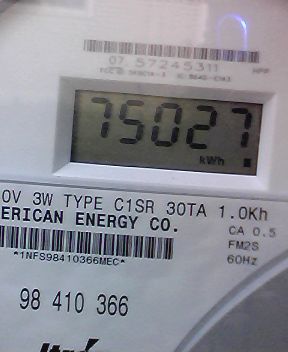 07 57245311
75027
kWh
0V 3W TYPE C1SR 30TA 1.0Kh
ERICAN ENERGY CO.
CA 0.5
FM2S
60Hz
*1NFS98410366MEC*
98 410 366